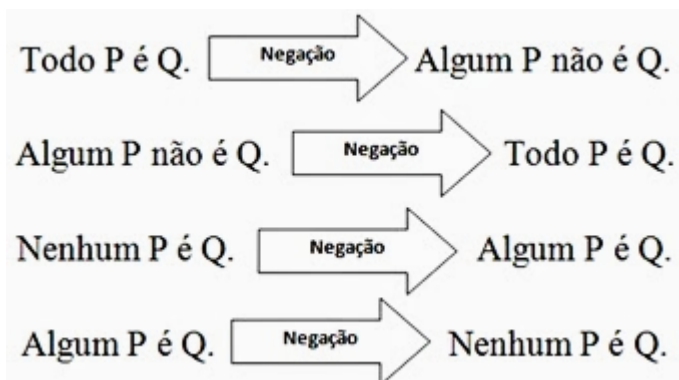 Todo P é Q. Negação Algum P não é Q.
Algum P não é Q. Negação Todo P é Q.
Nenhum P é Q. Negação Algum P é Q.
Algum P é Q. Negação Nenhum P é Q.